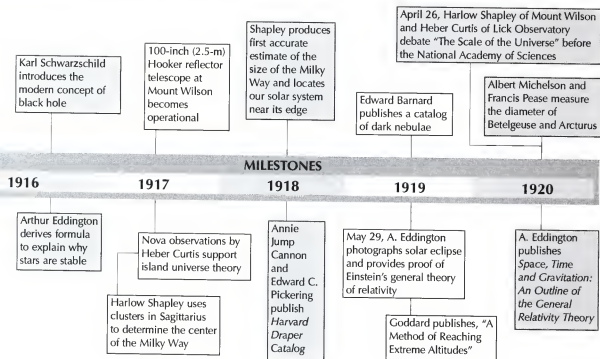 Karl Schwarzschild
introduces the
modern concept of
black hole
100-inch (2.5-m)
Hooker reflector
telescope at
Mount Wilson
becomes
operational
Shapley produces
first accurate
estimate of the
size of the Milky
Way and locates
our solar system
near its edge
Edward Barnard
publishes a catalog
of dark nebulae
April 26, Harlow Shapley of Mount Wilson
and Heber Curtis of Lick Observatory
debate "The Scale of the Universe" before
the National Academy of Sciences
Albert Michelson and
Francis Pease measure
the diameter of
Betelgeuse and Arcturus
MILESTONES
1916 1917 1918 1919 1920
Arthur Eddington
derives formula
to explain why
stars are stable
Nova observations by
Heber Curtis support
island universe theory
Harlow Shapley uses
clusters in Sagittarius
to determine the center
of the Milky Way
Annie
Jump
Cannon
and
Edward C.
Pickering
publish
Harvard
Draper
Catalog
May 29, A. Eddington
photographs solar eclipse
and provides proof of
Einstein's general theory
of relativity
Goddard publishes, "A
Method of Reaching
Extreme Altitudes"
A. Eddington
publishes
Space, Time
and Gravitation:
An Outline of
the General
Relativity Theory